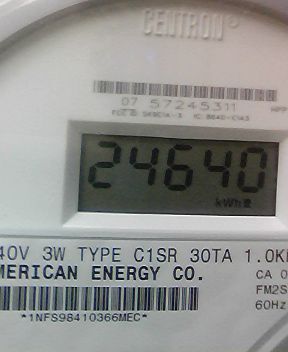 CENTRON®
07 57245311
24640
kWh
40V 3W TYPE C1SR 30TA 1.0K
MERICAN ENERGY CO.
CA 0
FM2S
60Hz
*1NFS98410366MEC*